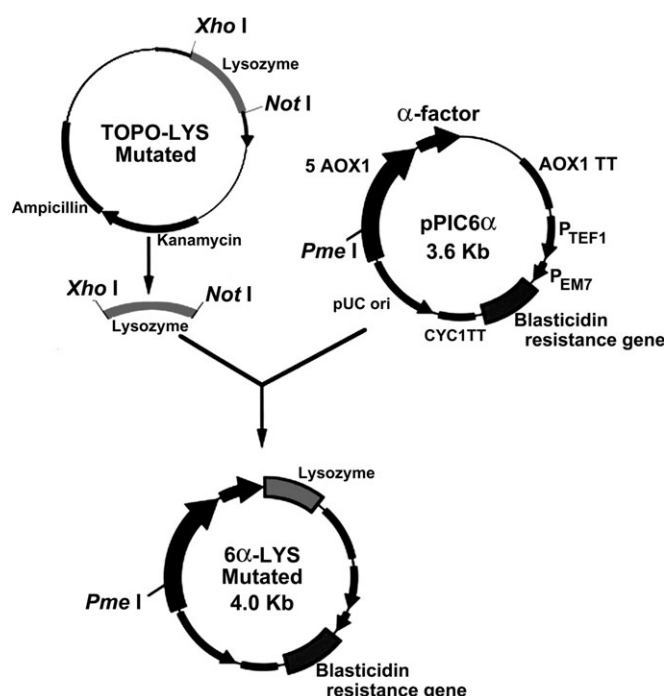 Xho I
Lysozyme
Not I
TOPO-LYS
Mutated
Ampicillin
Kanamycin
Xho I
Not I
Lysozyme
α-factor
5 AOX1
AOX1 TT
pPIC6α
3.6 Kb
Pme I
PTEF1
PEM7
pUC ori
CYC1TT
Blasticidin
resistance gene
Lysozyme
6α-LYS
Mutated
4.0 Kb
Pme I
Blasticidin
resistance gene